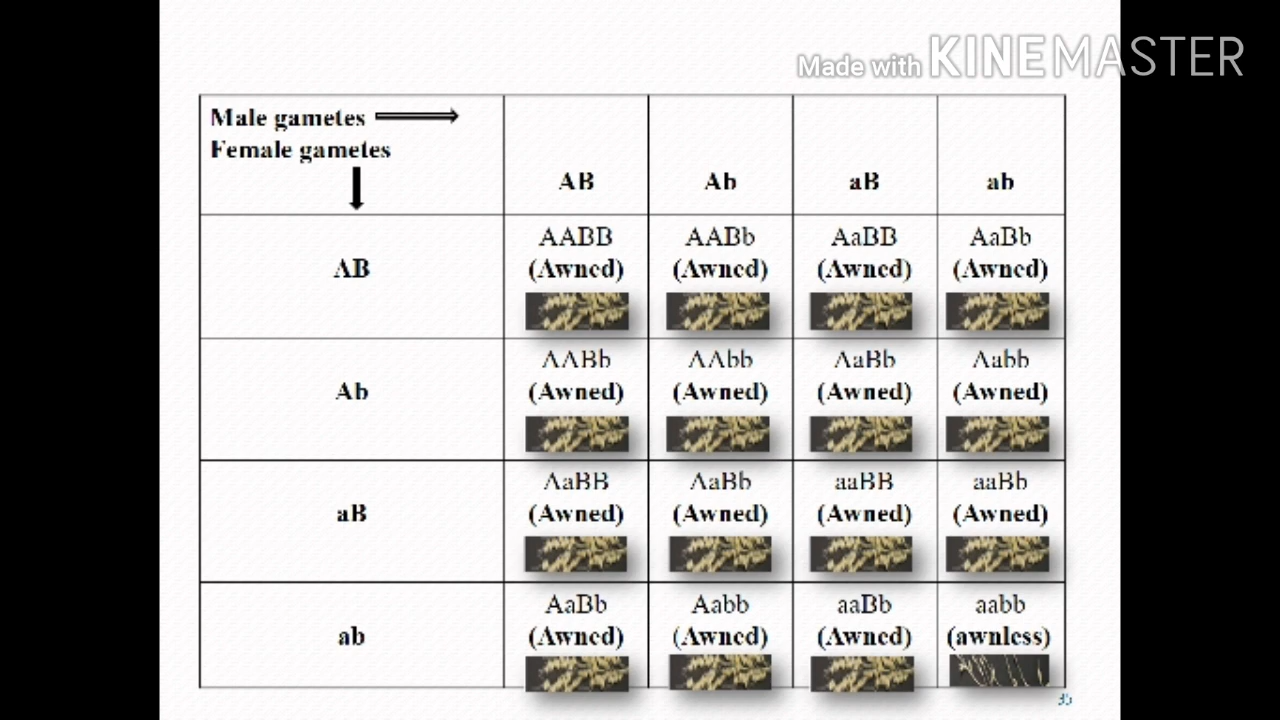 Made with KINEMASTER
Male gametes
Female gametes
AB Ab aB ab
AB
AABB AABb AaBB AaBb
(Awned) (Awned) (Awned) (Awned)
Ab
AABb AAbb AaBb Aabb
(Awned) (Awned) (Awned) (Awned)
aB
AaBB AaBb aaBB aaBb
(Awned) (Awned) (Awned) (Awned)
ab
AaBb Aabb aaBb aabb
(Awned) (Awned) (Awned) (awnless)
35